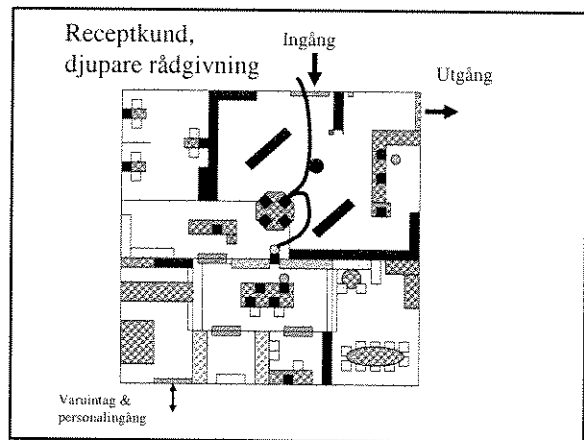 Receptkund,
djupare rådgivning
Ingång
Utgång
Varuintag &
personalingång